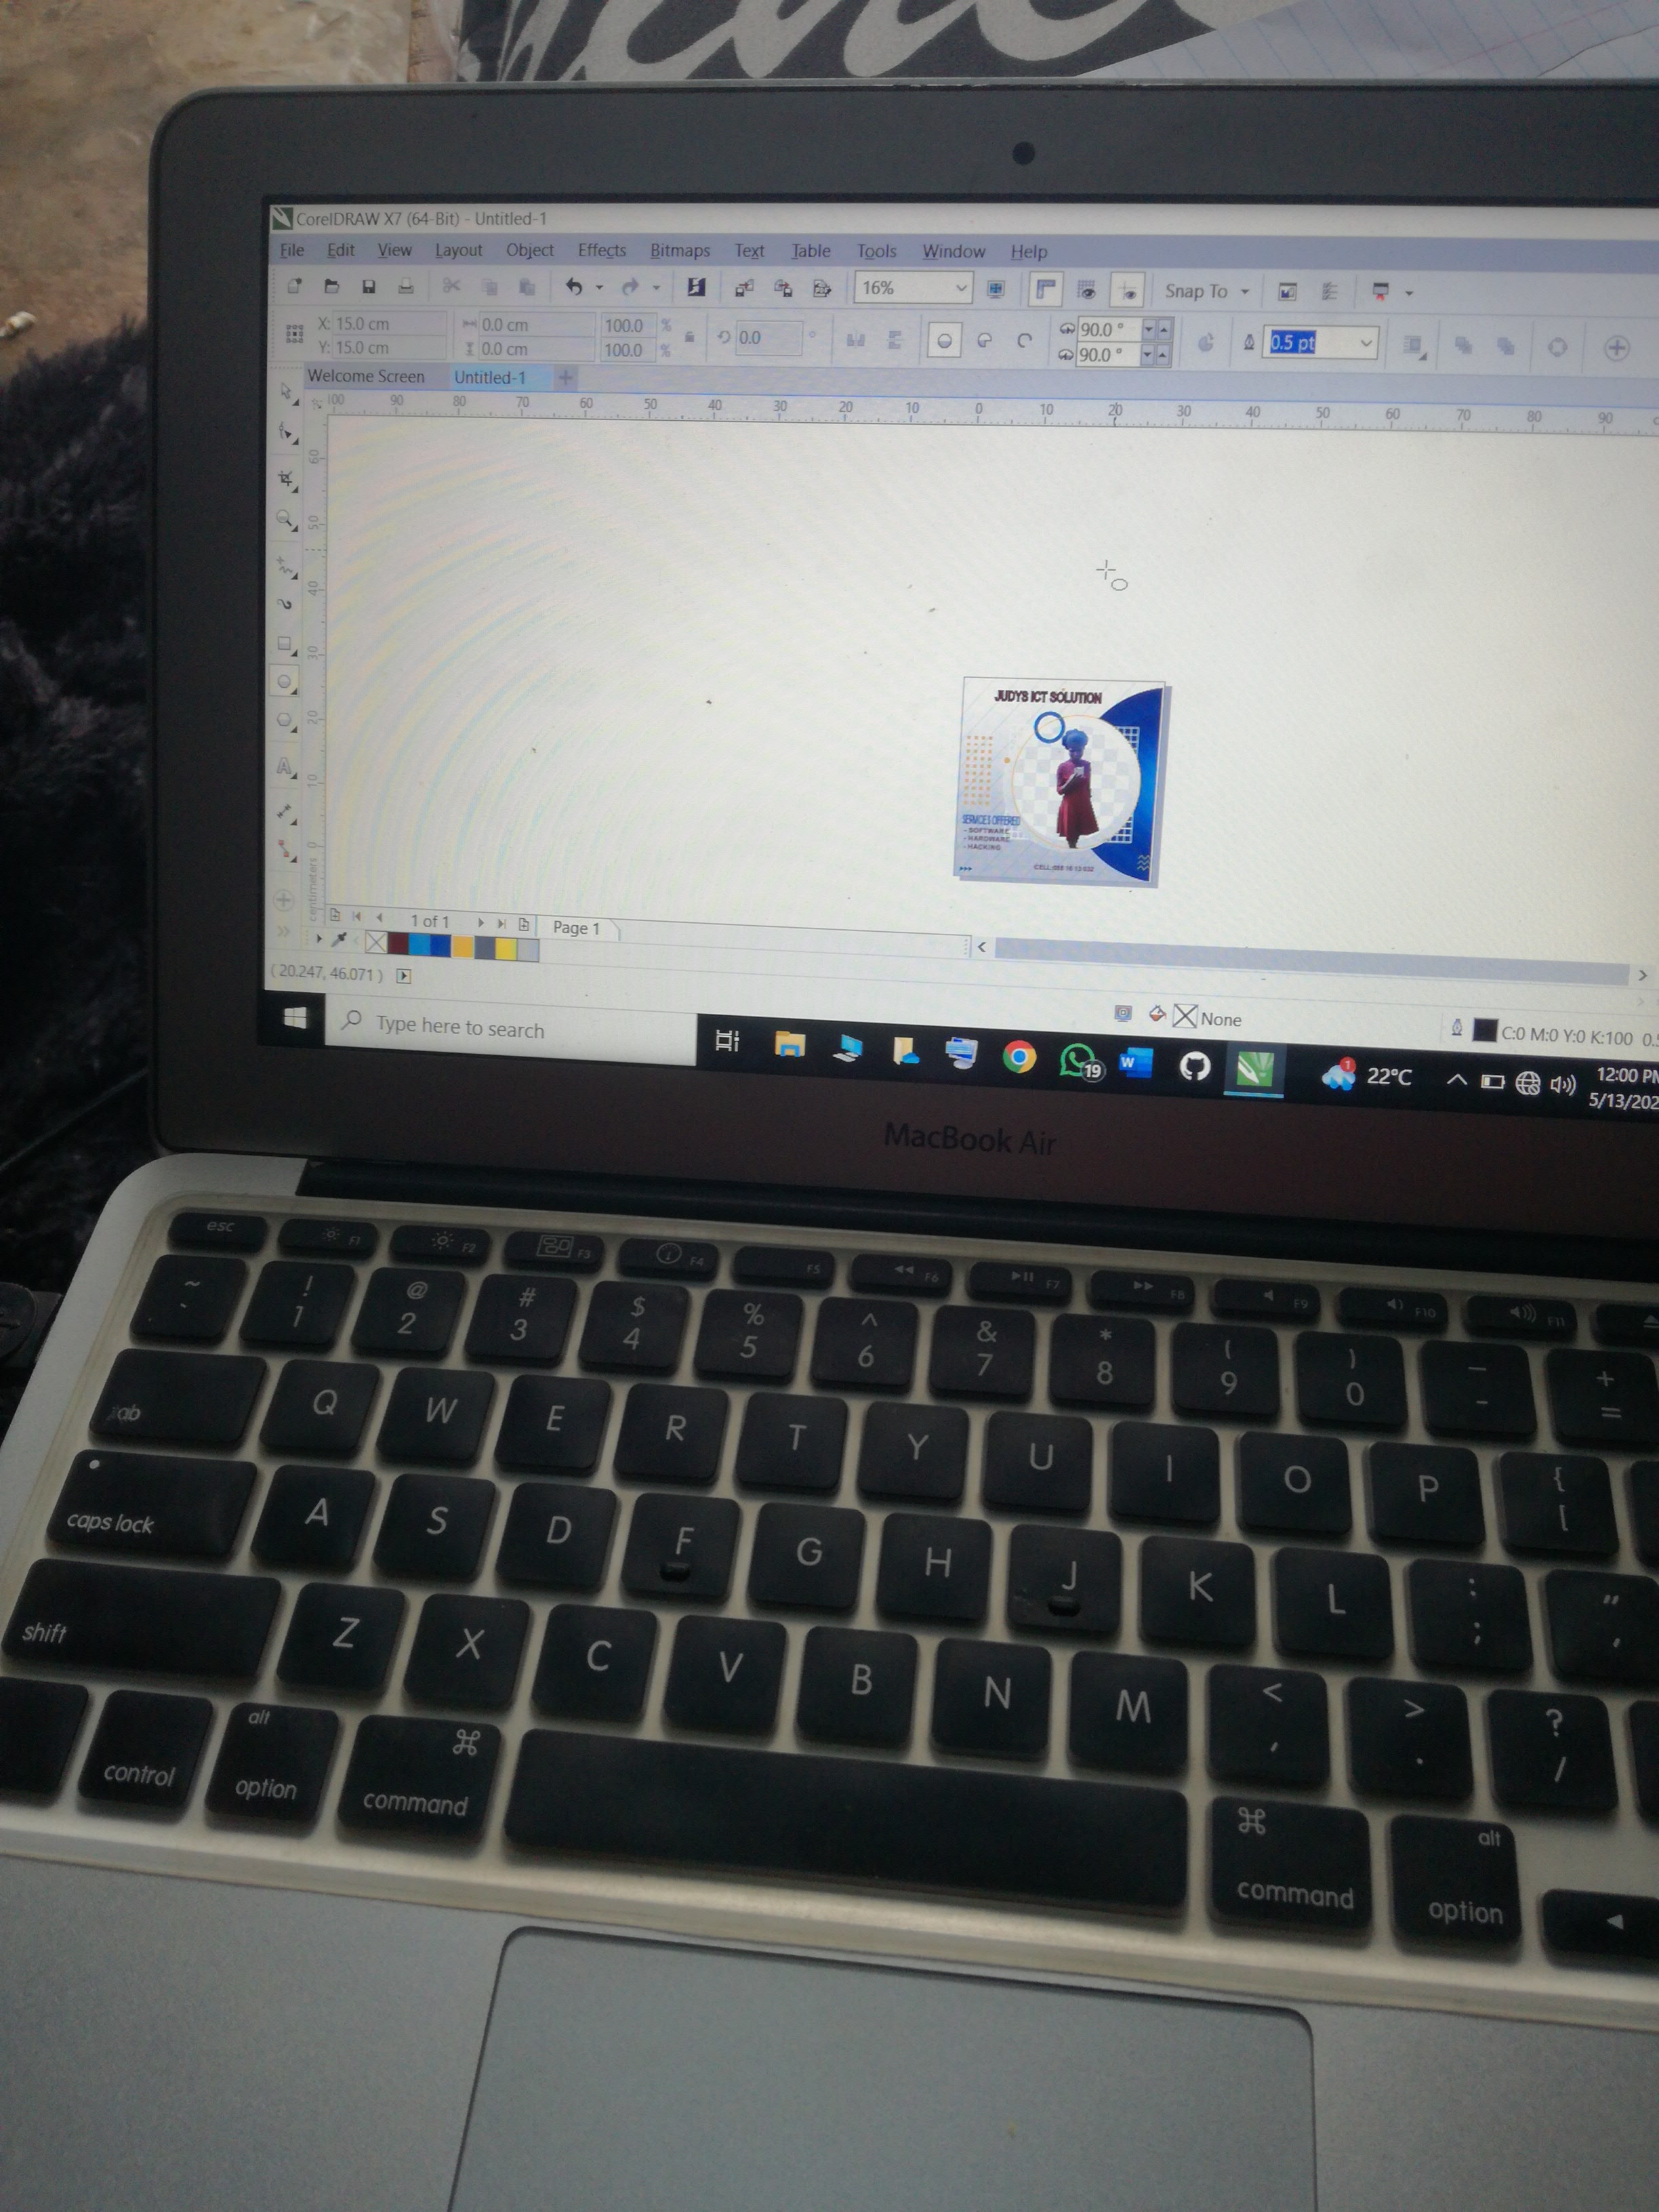 CorelDRAW X7 (64-Bit) - Untitled-1
File Edit View Layout Object Effects Bitmaps Text Table Tools Window Help
16% Snap To
X: 15.0 cm 0.0 cm 100.0 % 0.0 ° 90.0 ° 0.5 pt
Y: 15.0 cm 0.0 cm 100.0 % 90.0 °
Welcome Screen Untitled-1
100 90 80 70 60 50 40 30 20 10 0 10 20 30 40 50 60 70 80 90
60
50
40
30
20
10
0
centimeters
JUDYS ICT SOLUTION
SERVICES OFFERED
- SOFTWARE
- HARDWARE
- HACKING
1 of 1 Page 1
( 20.247, 46.071 )
None C:0 M:0 Y:0 K:100 0.
Type here to search 19 W 1 22°C 12:00 PM
5/13/202
MacBook Air
esc F1 F2 F3 F4 F5 F6 F7 F8 F9 F10 F11
~ ! @ # $ % ^ & * ( ) — +
` 1 2 3 4 5 6 7 8 9 0 - =
tab Q W E R T Y U I O P { [
caps lock A S D F G H J K L : ; " '
shift Z X C V B N M < , > . ? /
control alt option ⌘ command ⌘ command alt option